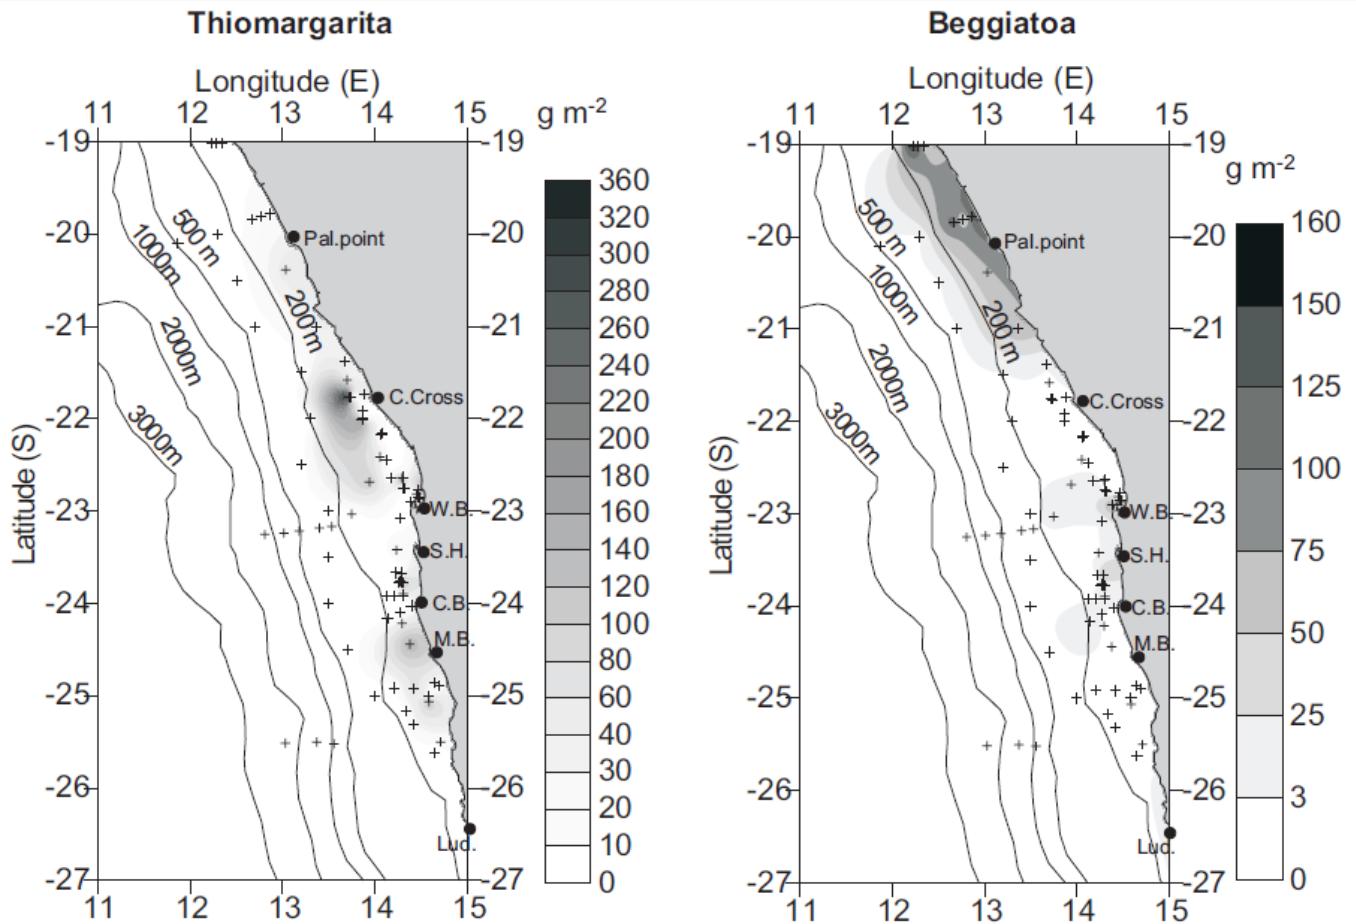 Thiomargarita
Longitude (E)
11 12 13 14 15
g m-2
-19 -19
-20 -20
-21 -21
-22 -22
-23 -23
-24 -24
-25 -25
-26 -26
-27 -27
Latitude (S)
500 m
1000m
2000m
3000m
200 m
Pal.point
C.Cross
W.B.
S.H.
C.B.
M.B.
Lud.
11 12 13 14 15
360
320
300
280
260
240
220
200
180
160
140
120
100
80
60
40
30
20
10
0
Beggiatoa
Longitude (E)
11 12 13 14 15
g m-2
-19 -19
-20 -20
-21 -21
-22 -22
-23 -23
-24 -24
-25 -25
-26 -26
-27 -27
Latitude (S)
500 m
1000m
2000m
3000m
200 m
Pal.point
C.Cross
W.B.
S.H.
C.B.
M.B.
Lud.
11 12 13 14 15
160
150
125
100
75
50
25
3
0